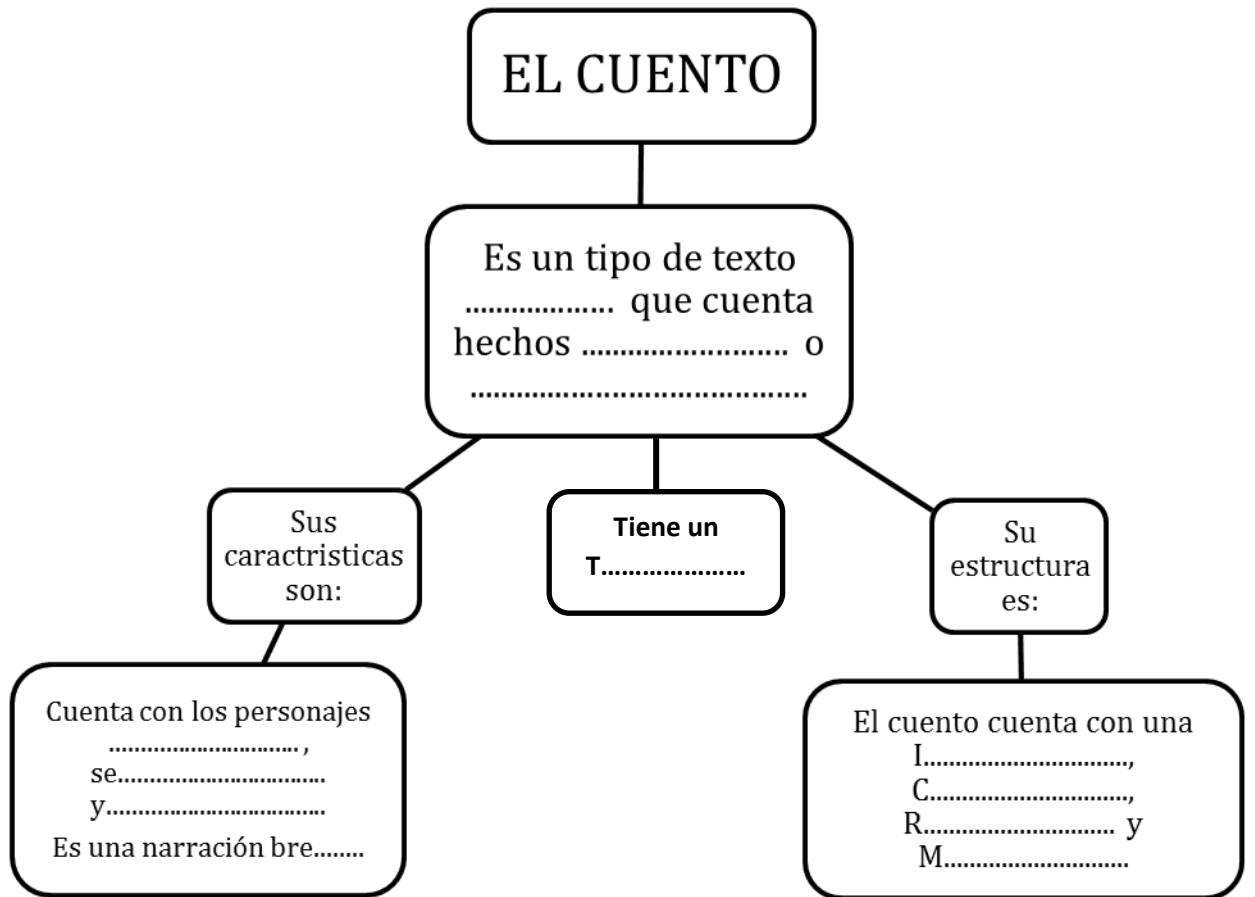 EL CUENTO
Es un tipo de texto
................... que cuenta
hechos ........................... o
...........................................
Sus
caractristicas
son:
Tiene un
T.....................
Su
estructura
es:
Cuenta con los personajes
.............................. ,
se.................................
y..................................
Es una narración bre........
El cuento cuenta con una
I...............................,
C..............................,
R............................. y
M............................